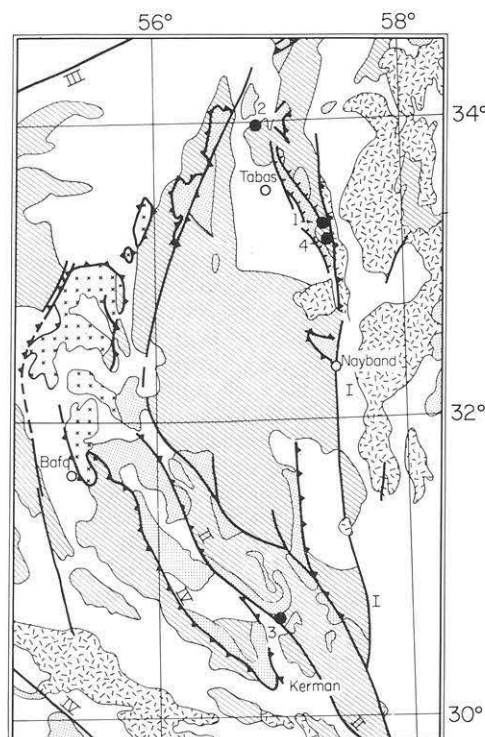 56° 58°
III
2
34°
Tabas
1
4
Nayband
I
32°
Bafq
II
IV
I
3
Kerman
IV
II
30°